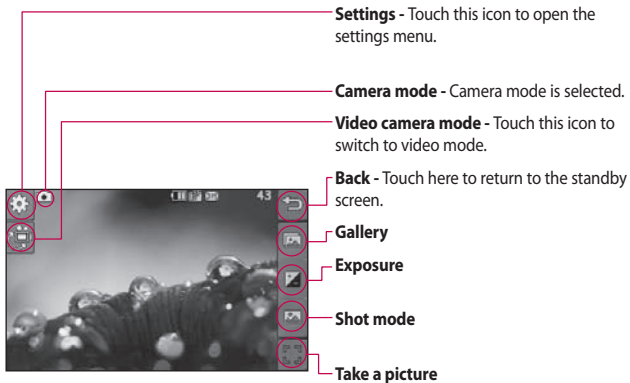 Settings - Touch this icon to open the
settings menu.
Camera mode - Camera mode is selected.
Video camera mode - Touch this icon to
switch to video mode.
Back - Touch here to return to the standby
screen.
43
Gallery
Exposure
Shot mode
Take a picture